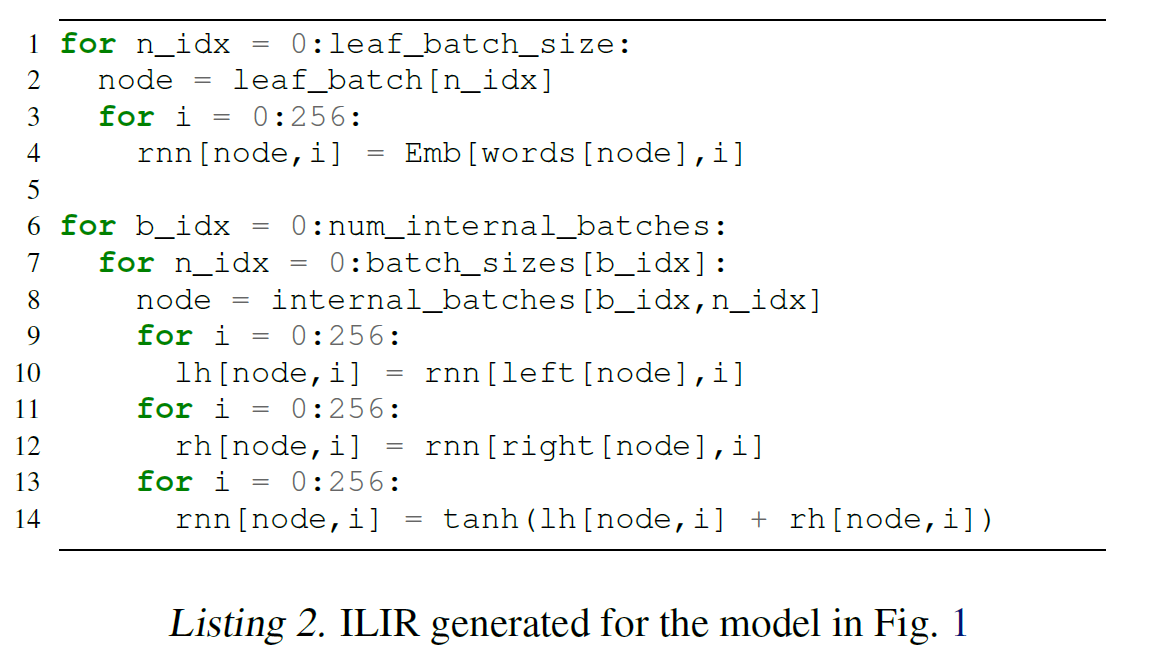 1 for n_idx = 0:leaf_batch_size:
2   node = leaf_batch[n_idx]
3   for i = 0:256:
4     rnn[node,i] = Emb[words[node],i]
5
6 for b_idx = 0:num_internal_batches:
7   for n_idx = 0:batch_sizes[b_idx]:
8     node = internal_batches[b_idx,n_idx]
9     for i = 0:256:
10       lh[node,i] = rnn[left[node],i]
11     for i = 0:256:
12       rh[node,i] = rnn[right[node],i]
13     for i = 0:256:
14       rnn[node,i] = tanh(lh[node,i] + rh[node,i])
Listing 2. ILIR generated for the model in Fig. 1